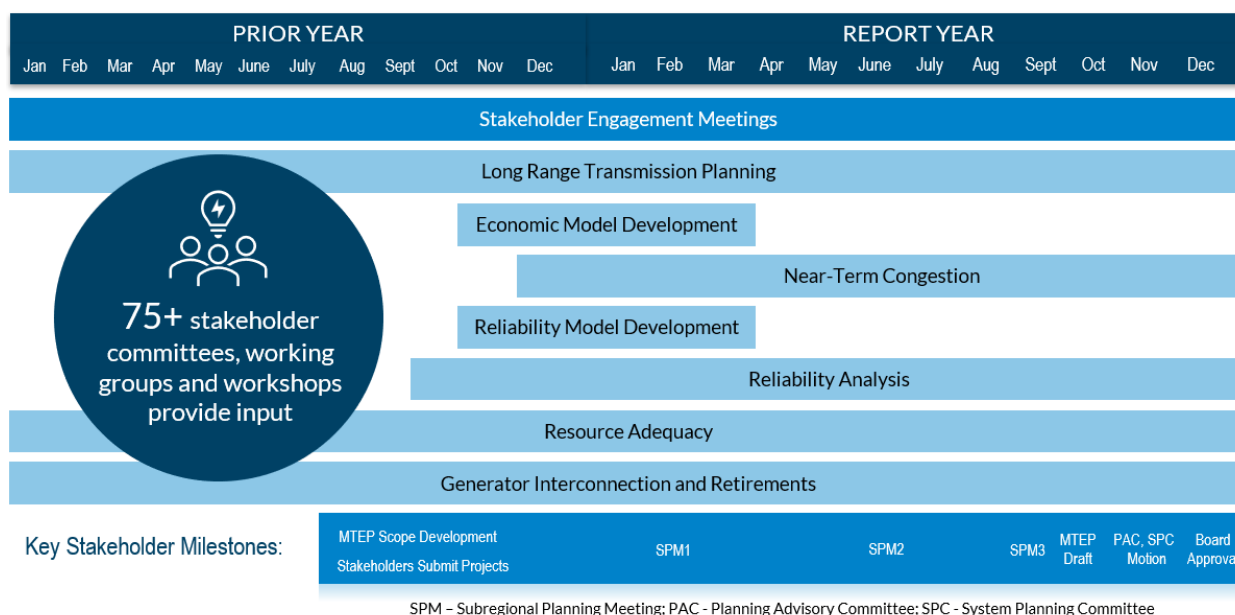 PRIOR YEAR REPORT YEAR
Jan Feb Mar Apr May June July Aug Sept Oct Nov Dec Jan Feb Mar Apr May June July Aug Sept Oct Nov Dec
Stakeholder Engagement Meetings
Long Range Transmission Planning
Economic Model Development
Near-Term Congestion
Reliability Model Development
Reliability Analysis
Resource Adequacy
Generator Interconnection and Retirements
75+ stakeholder
committees, working
groups and workshops
provide input
Key Stakeholder Milestones:
MTEP Scope Development
Stakeholders Submit Projects
SPM1
SPM2
SPM3
MTEP
Draft
PAC, SPC
Motion
Board
Approva
SPM – Subregional Planning Meeting; PAC - Planning Advisory Committee; SPC - System Planning Committee